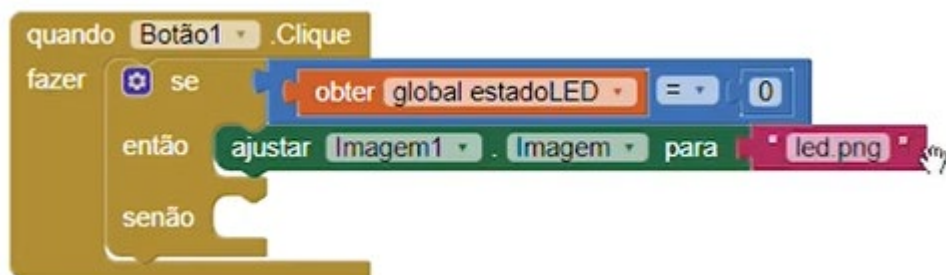 quando Botão1 .Clique
fazer se obter global estadoLED = 0
então ajustar Imagem1 . Imagem para " led.png "
senão